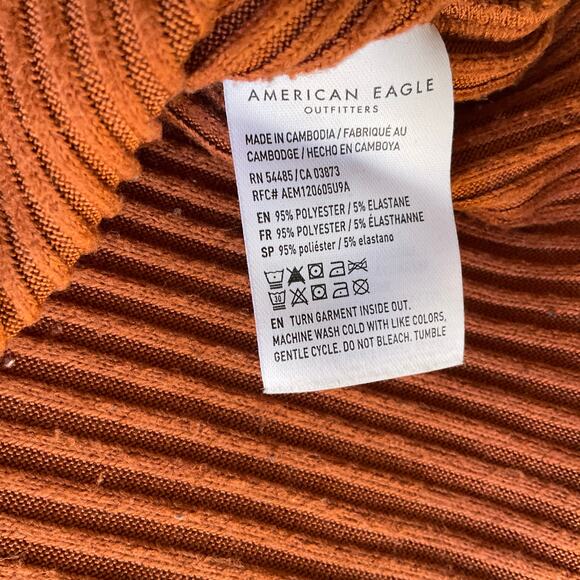 AMERICAN EAGLE
OUTFITTERS
MADE IN CAMBODIA / FABRIQUÉ AU
CAMBODGE / HECHO EN CAMBOYA
RN 54485 / CA 03873
RFC# AEM120605U9A
EN 95% POLYESTER / 5% ELASTANE
FR 95% POLYESTER / 5% ÉLASTHANNE
SP 95% poliéster / 5% elastano
30
EN TURN GARMENT INSIDE OUT.
MACHINE WASH COLD WITH LIKE COLORS,
GENTLE CYCLE. DO NOT BLEACH. TUMBLE